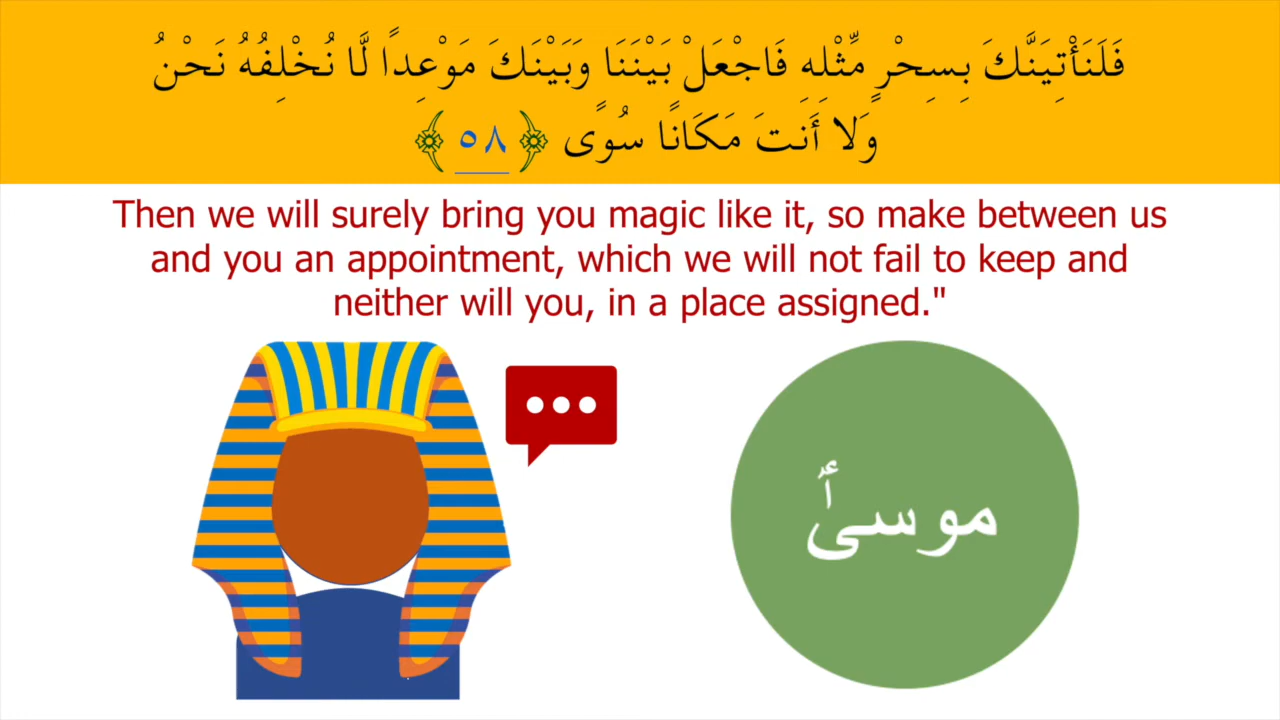 فَلَنَأْتِيَنَّكَ بِسِحْرٍ مِّثْلِهِ فَاجْعَلْ بَيْنَنَا وَبَيْنَكَ مَوْعِدًا لَّا نُخْلِفُهُ نَحْنُ
وَلا أَنتَ مَكَانًا سُوًى ﴿٥٨﴾
Then we will surely bring you magic like it, so make between us
and you an appointment, which we will not fail to keep and
neither will you, in a place assigned."
موسىٰؑ